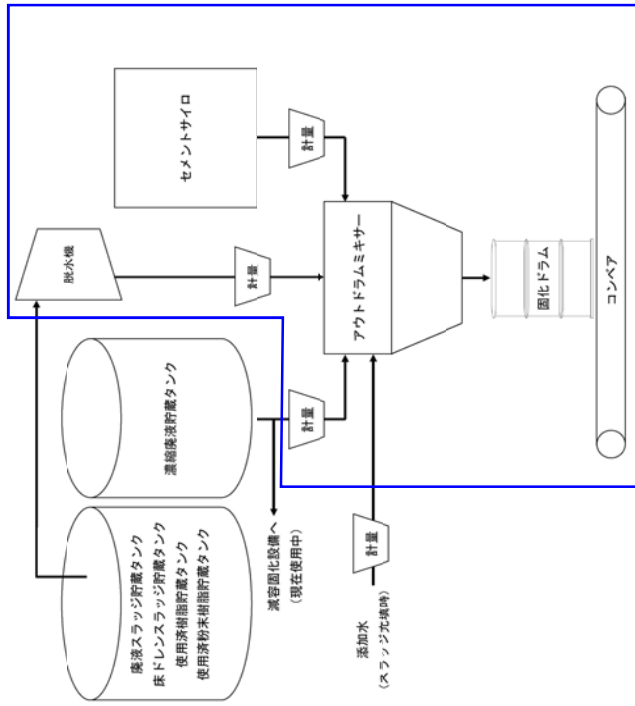 廃液スラッジ貯蔵タンク
床ドレンスラッジ貯蔵タンク
使用済樹脂貯蔵タンク
使用済粉末樹脂貯蔵タンク
濃縮廃液貯蔵タンク
脱水機
セメントサイロ
減容固化設備へ
(現在使用中)
計量
計量
計量
添加水
(スラッジ充填時)
計量
アウトドラムミキサー
固化ドラム
コンベア